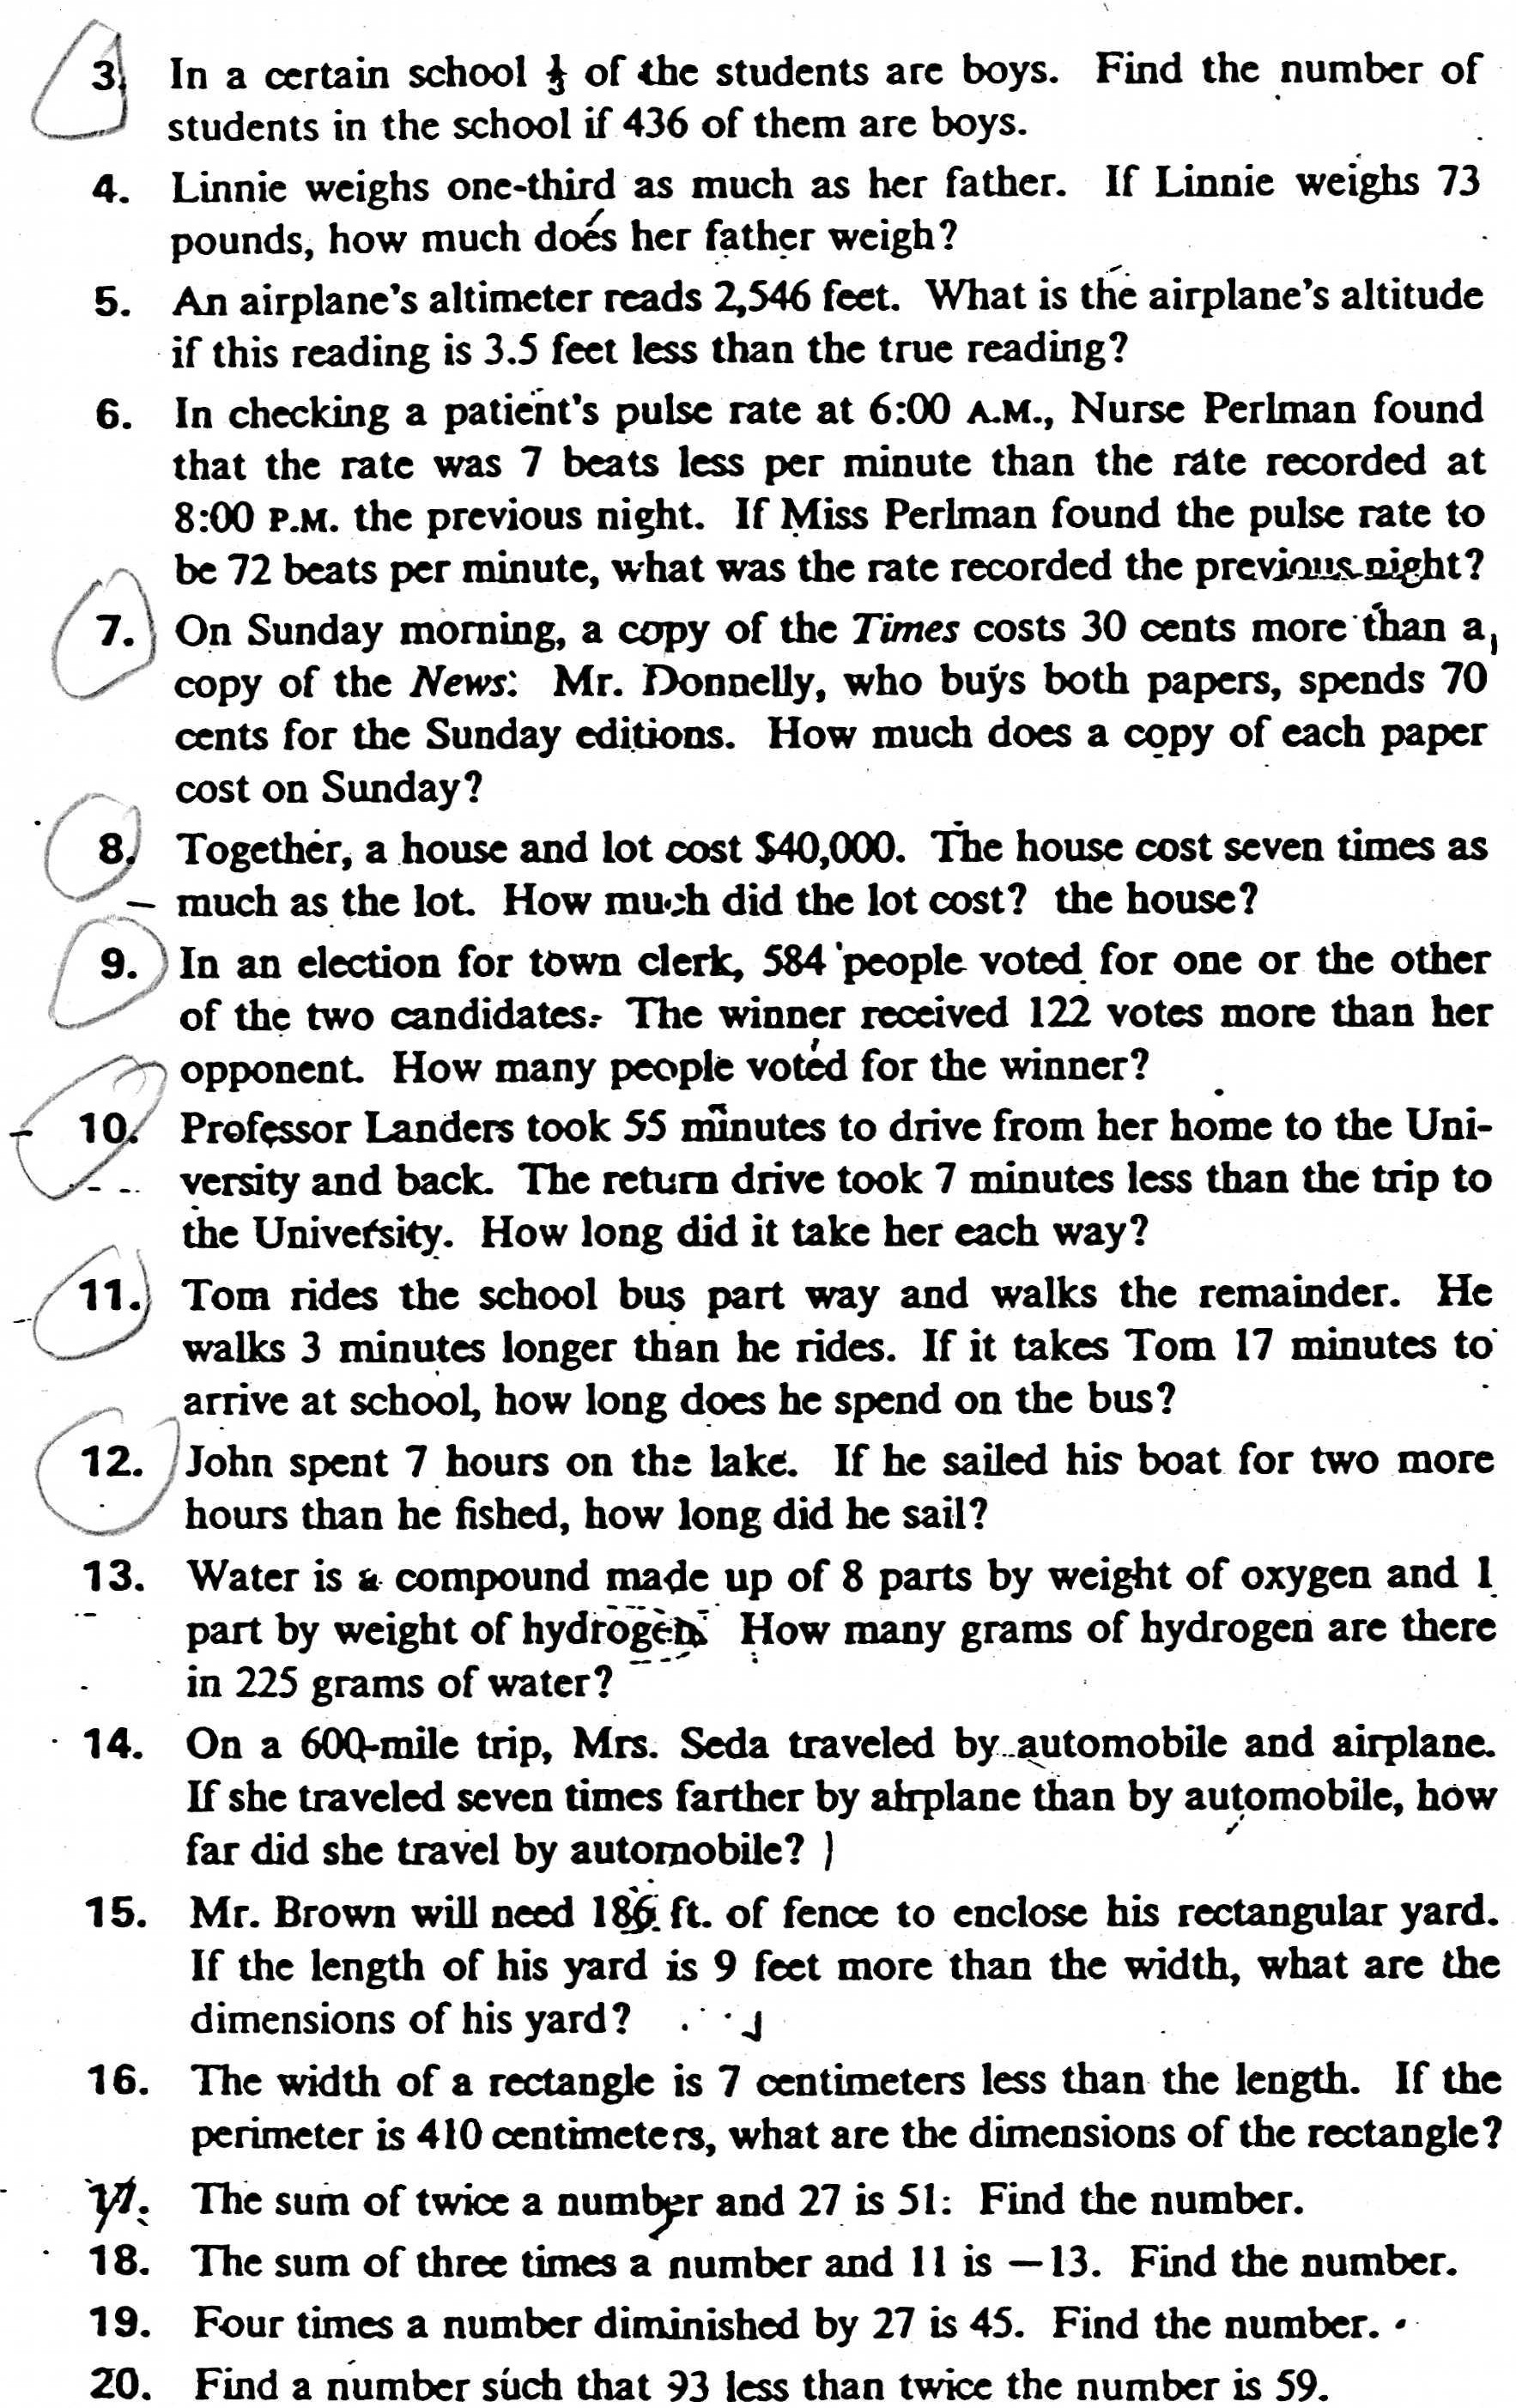 3. In a certain school ⅓ of the students are boys. Find the number of
students in the school if 436 of them are boys.
4. Linnie weighs one-third as much as her father. If Linnie weighs 73
pounds, how much does her father weigh?
5. An airplane's altimeter reads 2,546 feet. What is the airplane's altitude
if this reading is 3.5 feet less than the true reading?
6. In checking a patient's pulse rate at 6:00 A.M., Nurse Perlman found
that the rate was 7 beats less per minute than the rate recorded at
8:00 P.M. the previous night. If Miss Perlman found the pulse rate to
be 72 beats per minute, what was the rate recorded the previous night?
7. On Sunday morning, a copy of the Times costs 30 cents more than a
copy of the News. Mr. Donnelly, who buys both papers, spends 70
cents for the Sunday editions. How much does a copy of each paper
cost on Sunday?
8. Together, a house and lot cost $40,000. The house cost seven times as
much as the lot. How much did the lot cost? the house?
9. In an election for town clerk, 584 people voted for one or the other
of the two candidates. The winner received 122 votes more than her
opponent. How many people voted for the winner?
10. Professor Landers took 55 minutes to drive from her home to the Uni-
versity and back. The return drive took 7 minutes less than the trip to
the University. How long did it take her each way?
11. Tom rides the school bus part way and walks the remainder. He
walks 3 minutes longer than he rides. If it takes Tom 17 minutes to
arrive at school, how long does he spend on the bus?
12. John spent 7 hours on the lake. If he sailed his boat for two more
hours than he fished, how long did he sail?
13. Water is a compound made up of 8 parts by weight of oxygen and 1
part by weight of hydrogen. How many grams of hydrogen are there
in 225 grams of water?
14. On a 600-mile trip, Mrs. Seda traveled by automobile and airplane.
If she traveled seven times farther by airplane than by automobile, how
far did she travel by automobile?
15. Mr. Brown will need 186 ft. of fence to enclose his rectangular yard.
If the length of his yard is 9 feet more than the width, what are the
dimensions of his yard?
16. The width of a rectangle is 7 centimeters less than the length. If the
perimeter is 410 centimeters, what are the dimensions of the rectangle?
17. The sum of twice a number and 27 is 51. Find the number.
18. The sum of three times a number and 11 is −13. Find the number.
19. Four times a number diminished by 27 is 45. Find the number.
20. Find a number such that 93 less than twice the number is 59.